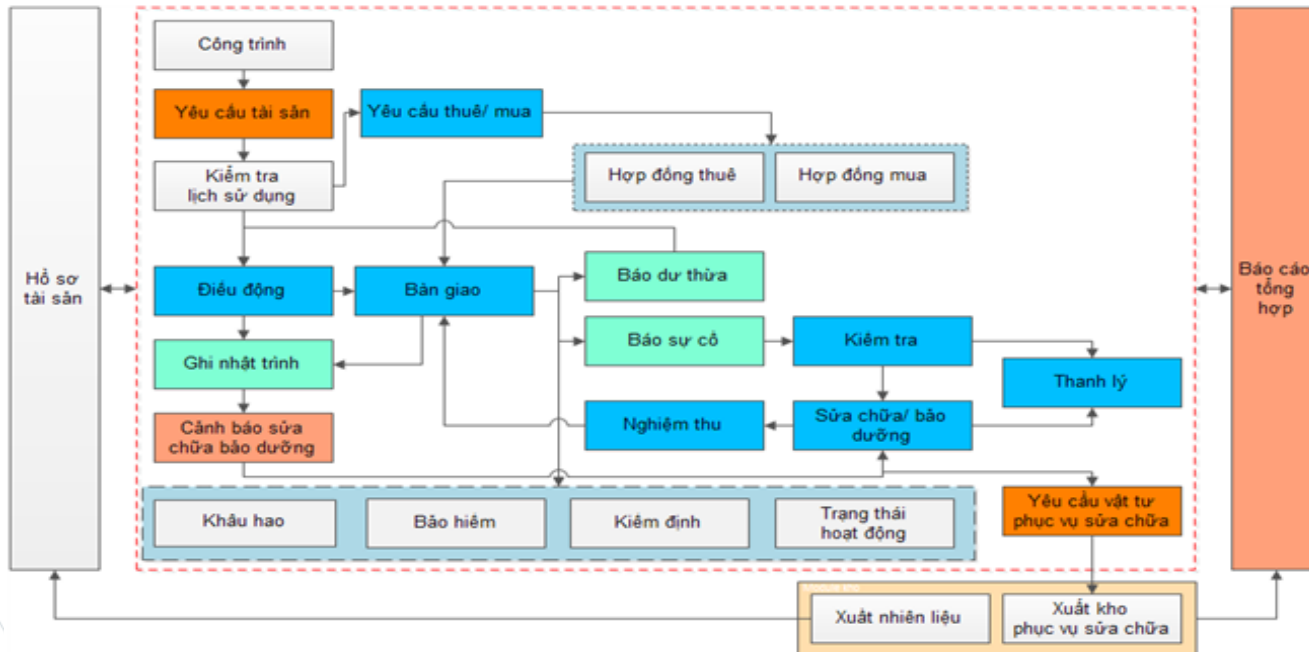 Công trình
Yêu cầu tài sản
Yêu cầu thuê/ mua
Kiểm tra
lịch sử dụng
Hợp đồng thuê
Hợp đồng mua
Hồ sơ
tài sản
Điều động
Bàn giao
Báo dư thừa
Báo cáo
tổng
hợp
Ghi nhật trình
Báo sự cố
Kiểm tra
Thanh lý
Cảnh báo sửa
chữa bảo dưỡng
Nghiệm thu
Sửa chữa/ bảo
dưỡng
Khấu hao
Bảo hiểm
Kiểm định
Trạng thái
hoạt động
Yêu cầu vật tư
phục vụ sửa chữa
Xuất nhiên liệu
Xuất kho
phục vụ sửa chữa